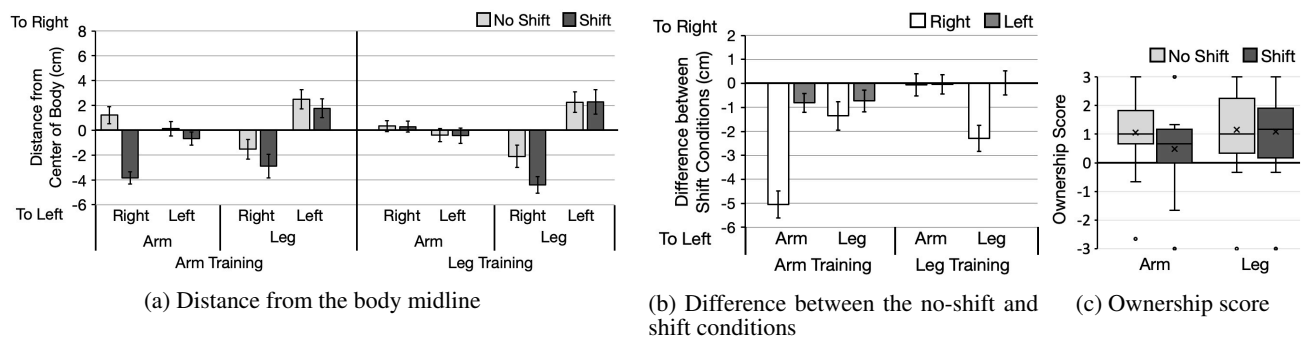 To Right
No Shift
Shift
8
6
4
2
0
-2
-4
-6
Distance from
Center of Body (cm)
To Left
Right
Left
Right
Left
Right
Left
Right
Left
Arm
Leg
Arm
Leg
Arm Training
Leg Training
(a) Distance from the body midline
To Right
Right
Left
2
1
0
-1
-2
-3
-4
-5
-6
Difference between
Shift Conditions (cm)
To Left
Arm
Leg
Arm
Leg
Arm Training
Leg Training
(b) Difference between the no-shift and
shift conditions
No Shift
Shift
3
2
1
0
-1
-2
-3
Ownership Score
Arm
Leg
(c) Ownership score